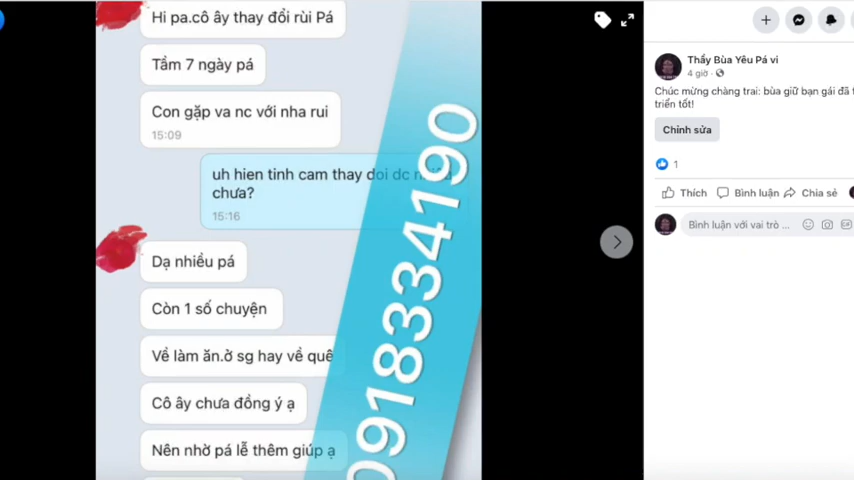 Hi pa.cô ây thay đổi rùi Pá
Tầm 7 ngày pá
Con gặp va nc với nha rui
15:09
uh hien tinh cam thay doi dc
chưa?
15:16
Dạ nhiều pá
Còn 1 số chuyện
Về làm ăn.ở sg hay về quê
Cô ây chưa đồng ý ạ
Nên nhờ pá lễ thêm giúp ạ
0918334190
Thầy Bùa Yêu Pá vi
4 giờ
Chúc mừng chàng trai: bùa giữ bạn gái đã
triển tốt!
Chỉnh sửa
1
Thích
Bình luận
Chia sẻ
Bình luận với vai trò ...